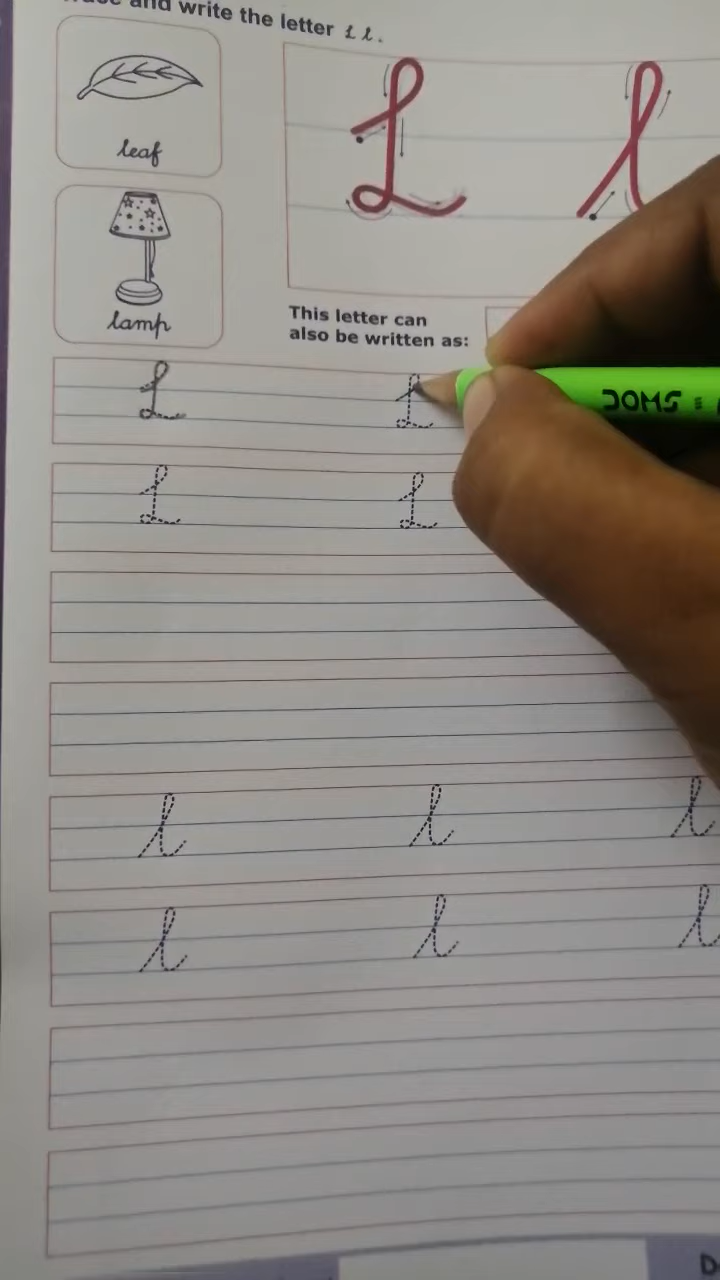 and write the letter L l.
leaf
L l
lamp
This letter can
also be written as:
L L
DOMS
L L
l l l
l l l
D